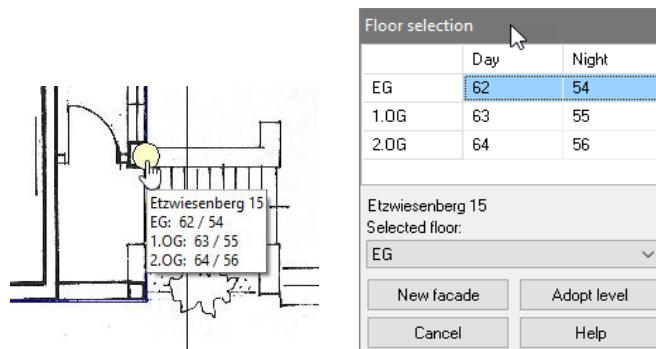 Etzwiesenberg 15
EG: 62 / 54
1.OG: 63 / 55
2.OG: 64 / 56
Floor selection
Day Night
EG 62 54
1.OG 63 55
2.OG 64 56
Etzwiesenberg 15
Selected floor:
EG
New facade Adopt level
Cancel Help